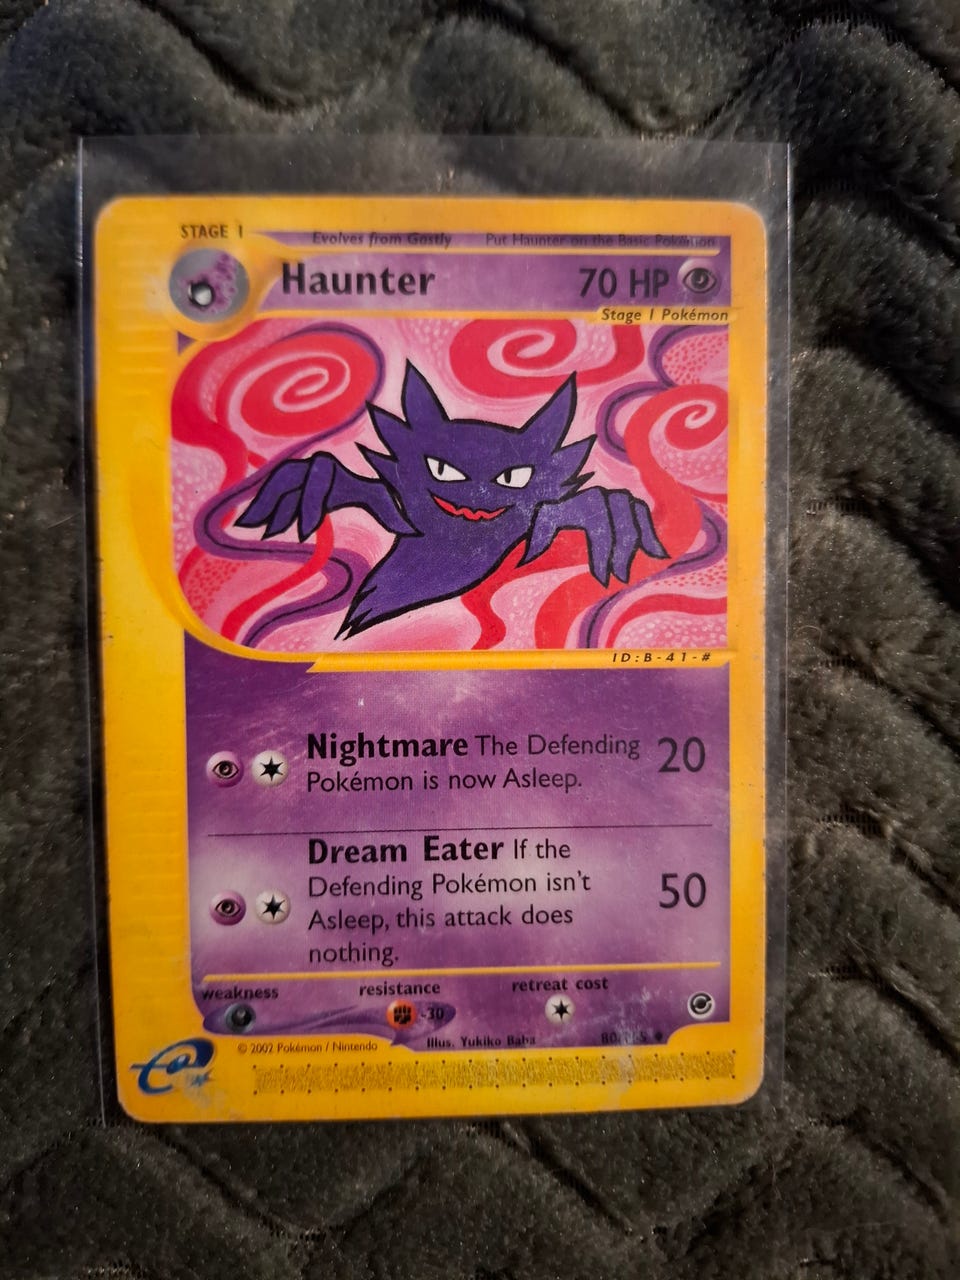 STAGE 1
Evolves from Gastly Put Haunter on the Basic Pokémon
Haunter 70 HP
Stage 1 Pokémon
ID:B-41-#
Nightmare The Defending 20
Pokémon is now Asleep.
Dream Eater If the
Defending Pokémon isn't 50
Asleep, this attack does
nothing.
weakness resistance retreat cost
-30
Illus. Yukiko Baba
© 2002 Pokémon / Nintendo
e